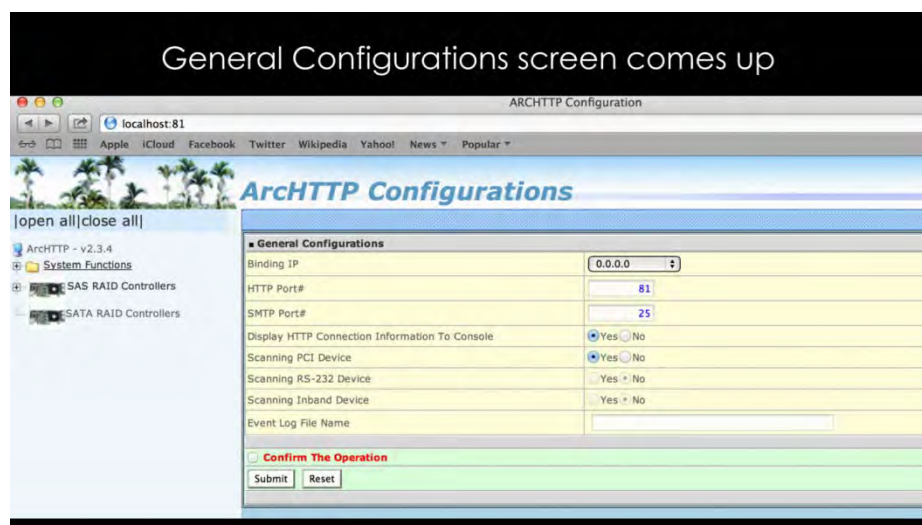 General Configurations screen comes up
ARCHTTP Configuration
localhost:81
Apple iCloud Facebook Twitter Wikipedia Yahoo! News Popular
ArcHTTP Configurations
|open all|close all|
ArcHTTP - v2.3.4
System Functions
SAS RAID Controllers
SATA RAID Controllers
General Configurations
Binding IP 0.0.0.0
HTTP Port# 81
SMTP Port# 25
Display HTTP Connection Information To Console Yes No
Scanning PCI Device Yes No
Scanning RS-232 Device Yes No
Scanning Inband Device Yes No
Event Log File Name
Confirm The Operation
Submit Reset